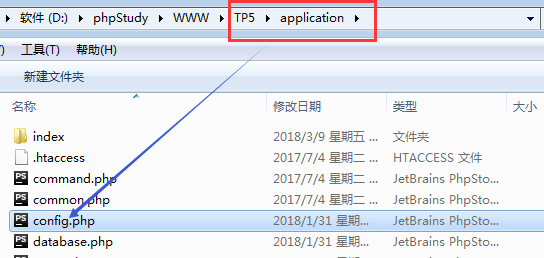 软件 (D:) phpStudy WWW TP5 application
工具(T) 帮助(H)
新建文件夹
名称 修改日期 类型 大小
index 2018/3/9 星期五 ... 文件夹
.htaccess 2017/7/4 星期二 ... HTACCESS 文件
command.php 2017/7/4 星期二 ... JetBrains PhpSto...
common.php 2017/7/4 星期二 ... JetBrains PhpSto...
config.php 2018/1/31 星期... JetBrains PhpSto...
database.php 2018/1/31 星期... JetBrains PhpSto...